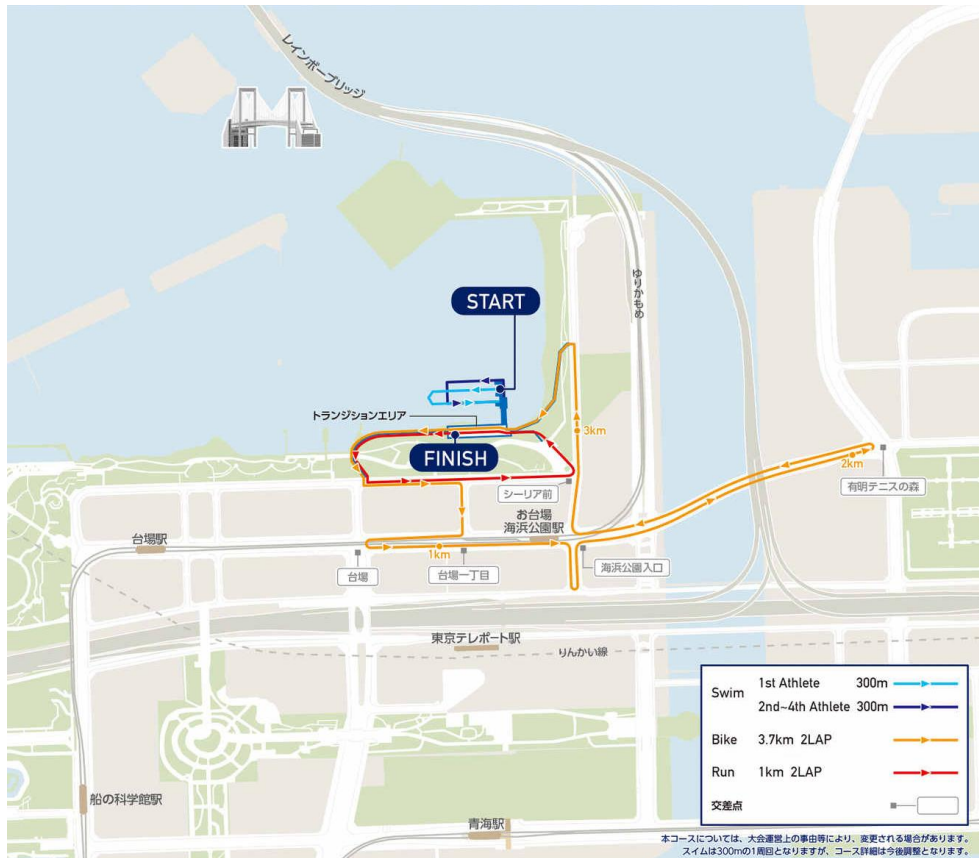 レインボーブリッジ
ゆりかもめ
START
トランジションエリア
FINISH
3km
2km
有明テニスの森
シーリア前
お台場
海浜公園駅
台場駅
1km
台場
台場一丁目
海浜公園入口
東京テレポート駅
りんかい線
船の科学館駅
青海駅
Swim 1st Athlete 300m
2nd~4th Athlete 300m
Bike 3.7km 2LAP
Run 1km 2LAP
交差点
本コースについては、大会運営上の事由等により、変更される場合があります。
スイムは300mの1周回となりますが、コース詳細は今後調整となります。